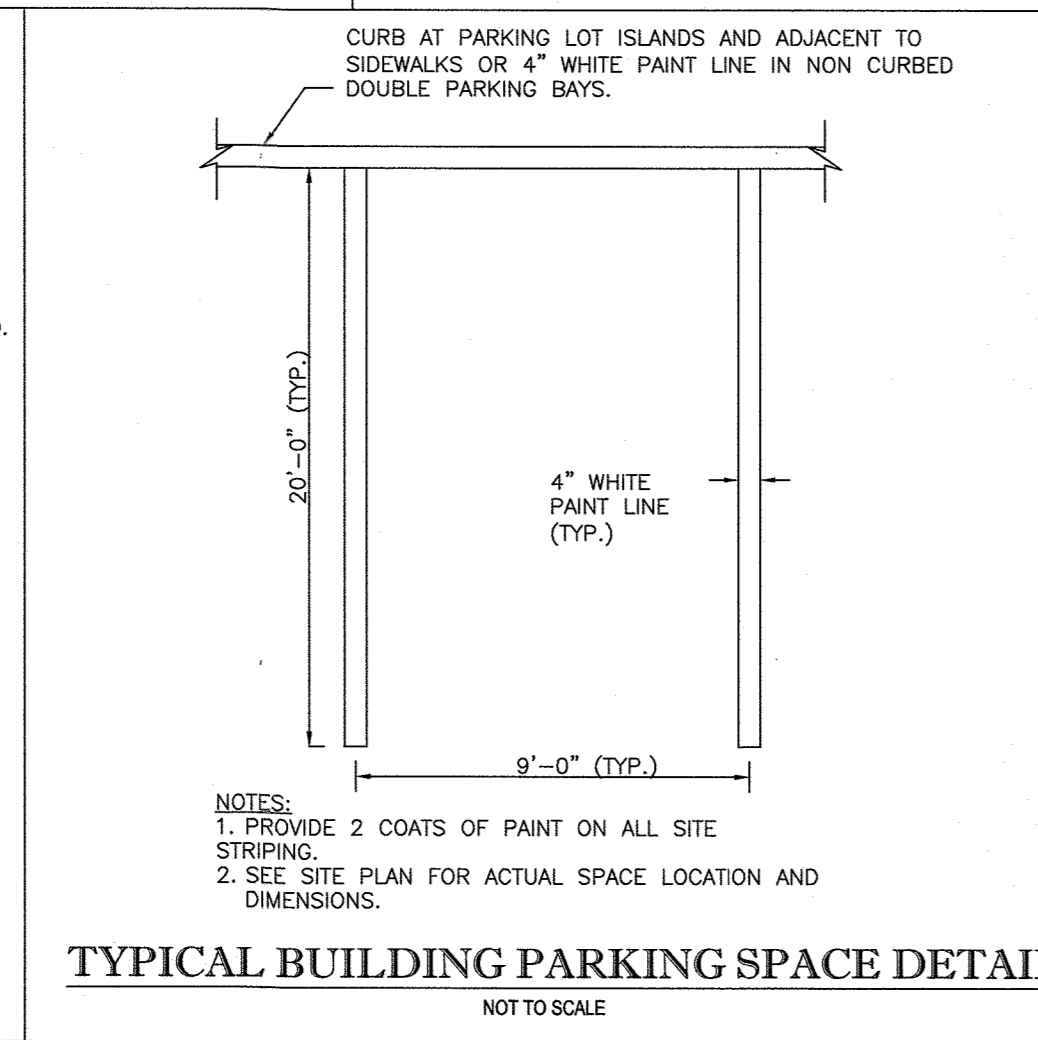 CURB AT PARKING LOT ISLANDS AND ADJACENT TO
SIDEWALKS OR 4" WHITE PAINT LINE IN NON CURBED
DOUBLE PARKING BAYS.
20'-0" (TYP.)
4" WHITE
PAINT LINE
(TYP.)
9'-0" (TYP.)
NOTES:
1. PROVIDE 2 COATS OF PAINT ON ALL SITE
STRIPING.
2. SEE SITE PLAN FOR ACTUAL SPACE LOCATION AND
DIMENSIONS.
TYPICAL BUILDING PARKING SPACE DETAI
NOT TO SCALE